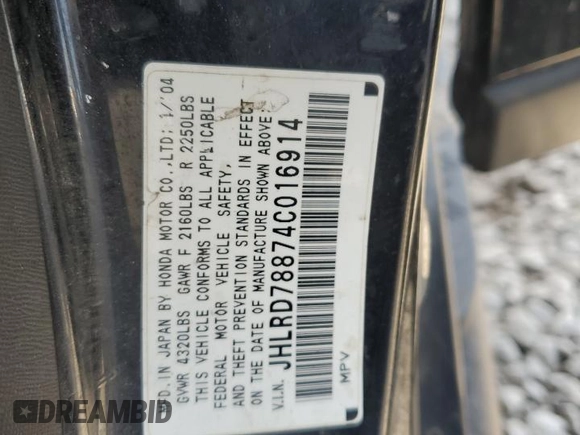 MFD.IN JAPAN BY HONDA MOTOR CO.,LTD; 1/'04
GVWR 4320LBS GAWR F 2160LBS R 2250LBS
THIS VEHICLE CONFORMS TO ALL APPLICABLE
FEDERAL MOTOR VEHICLE SAFETY,
AND THEFT PREVENTION STANDARDS IN EFFECT
ON THE DATE OF MANUFACTURE SHOWN ABOVE.
V.I.N. JHLRD78874C016914
MPV
DREAMBID